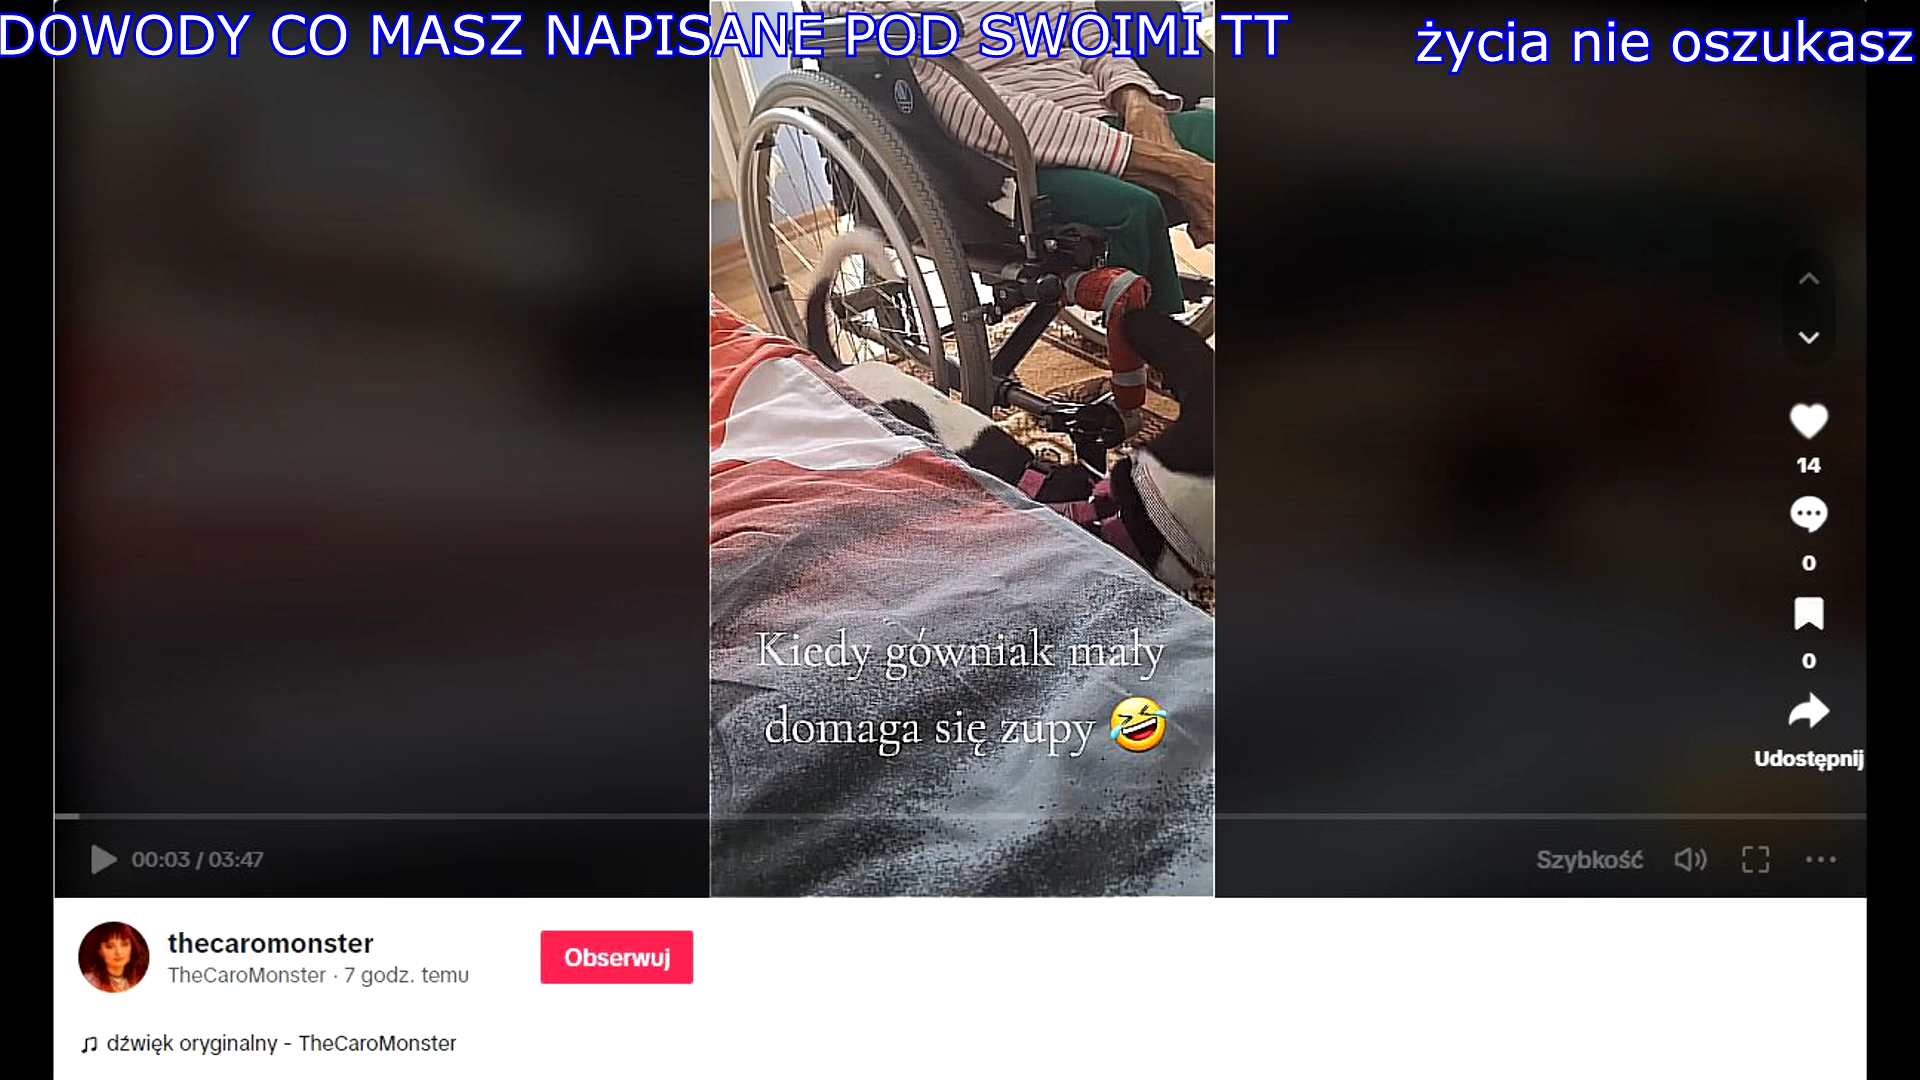 DOWODY CO MASZ NAPISANE POD SWOIMI TT
życia nie oszukasz
Kiedy gówniak mały
domaga się zupy 🤣
14
0
0
Udostępnij
00:03 / 03:47
Szybkość
thecaromonster
TheCaroMonster · 7 godz. temu
Obserwuj
dźwięk oryginalny - TheCaroMonster